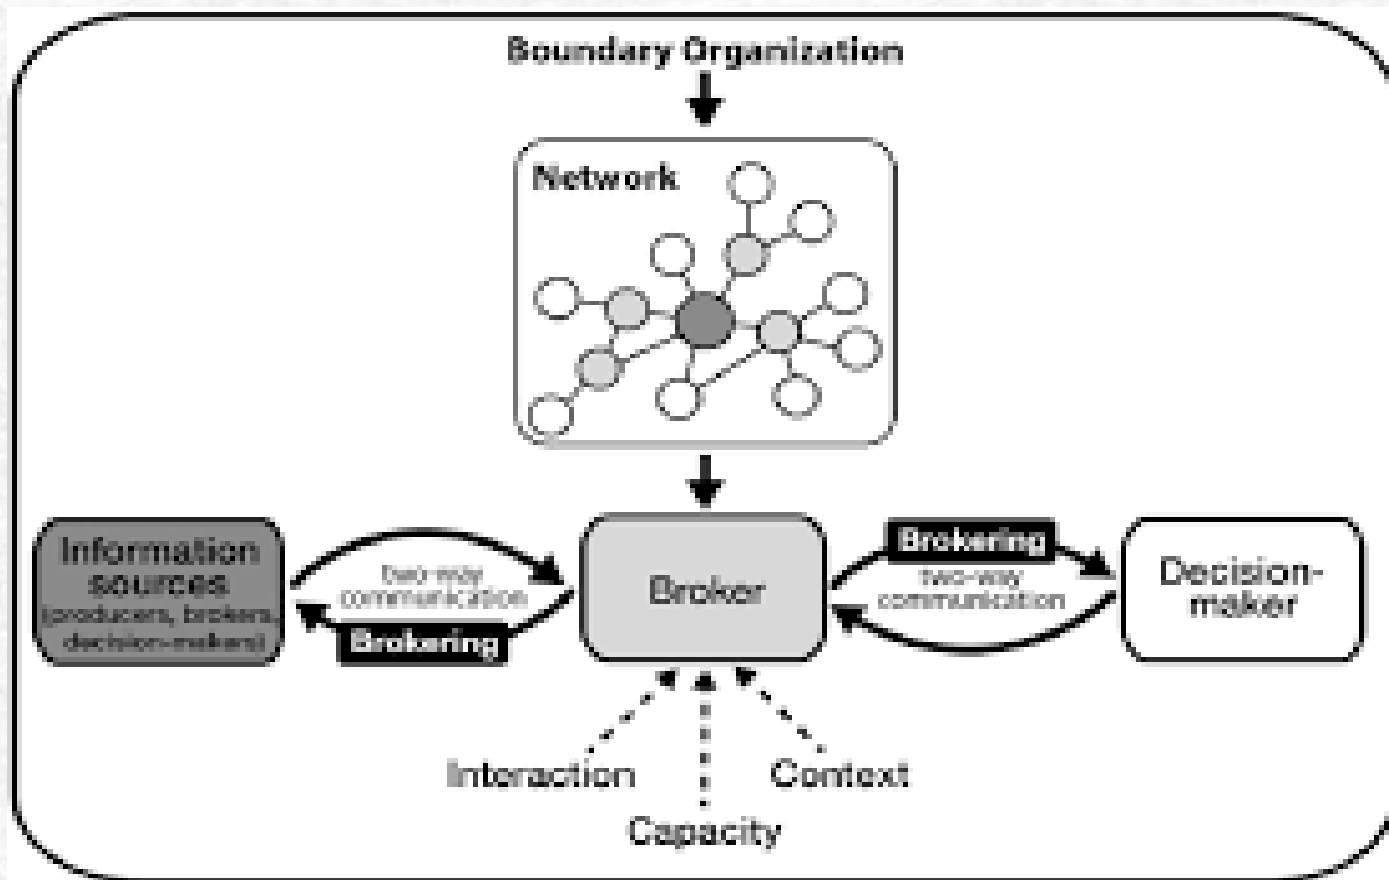 Boundary Organization
Network
Information
sources
(producers, brokers,
decision-makers)
two-way
communication
Brokering
Broker
Brokering
two-way
communication
Decision-
maker
Interaction
Context
Capacity